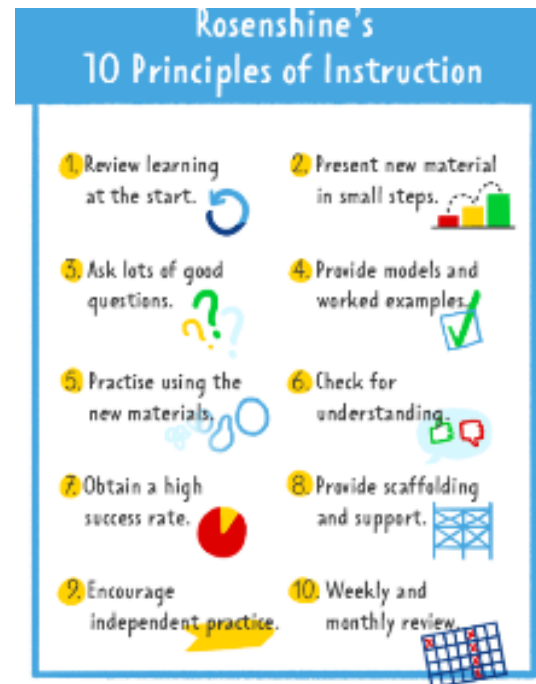 Rosenshine's
10 Principles of Instruction
1. Review learning
at the start.
2. Present new material
in small steps.
3. Ask lots of good
questions.
4. Provide models and
worked examples.
5. Practise using the
new materials.
6. Check for
understanding.
7. Obtain a high
success rate.
8. Provide scaffolding
and support.
9. Encourage
independent practice.
10. Weekly and
monthly review.